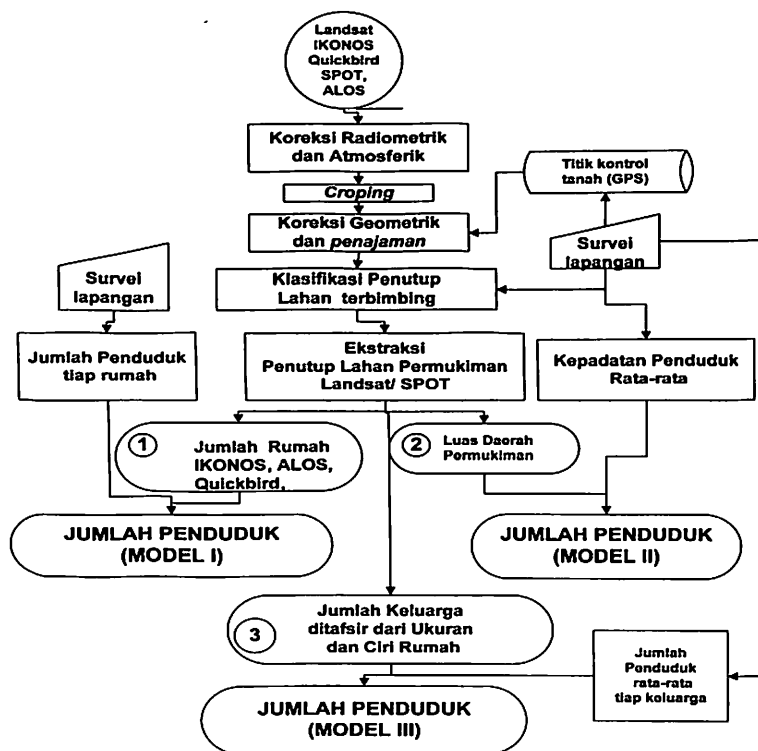 Landsat
IKONOS
Quickbird
SPOT,
ALOS
Koreksi Radiometrik
dan Atmosferik
Croping
Titik kontrol
tanah (GPS)
Koreksi Geometrik
dan penajaman
Survei
lapangan
Survei
lapangan
Klasifikasi Penutup
Lahan terbimbing
Jumlah Penduduk
tiap rumah
Ekstraksi
Penutup Lahan Permukiman
Landsat/ SPOT
Kepadatan Penduduk
Rata-rata
1
Jumlah Rumah
IKONOS, ALOS,
Quickbird,
2
Luas Daorah
Permukiman
JUMLAH PENDUDUK
(MODEL I)
JUMLAH PENDUDUK
(MODEL II)
3
Jumlah Keluarga
ditafsir dari Ukuran
dan Ciri Rumah
Jumlah
Penduduk
rata-rata
tiap keluarga
JUMLAH PENDUDUK
(MODEL III)